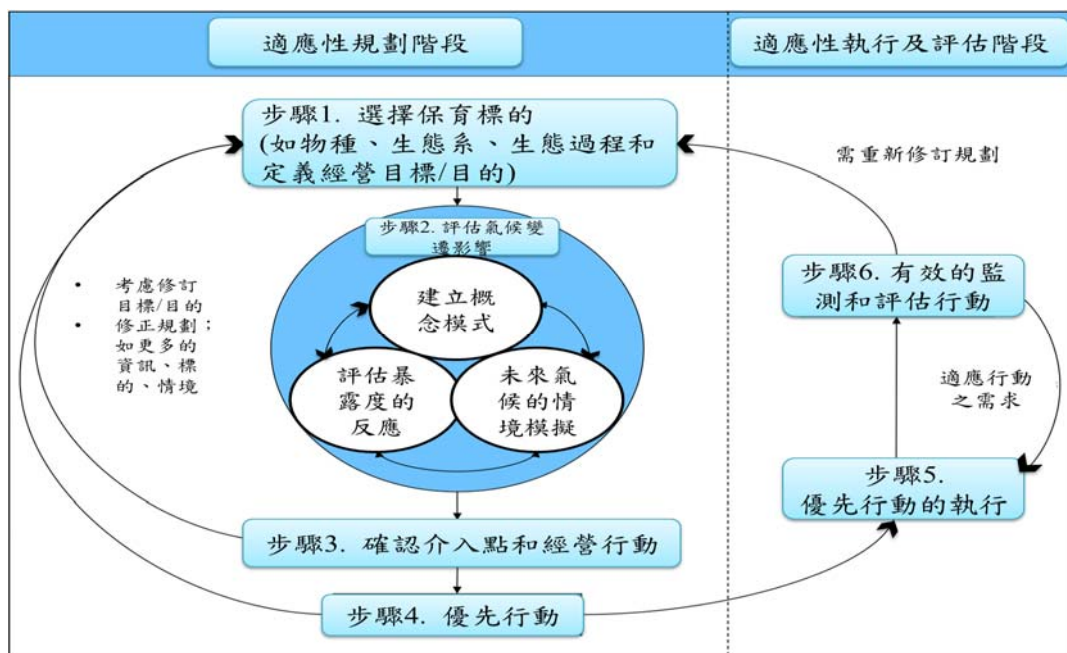 適應性規劃階段
適應性執行及評估階段
步驟1. 選擇保育標的
(如物種、生態系、生態過程和
定義經營目標/目的)
步驟2. 評估氣候變
遷影響
建立概
念模式
評估暴
露度的
反應
未來氣
候的情
境模擬
• 考慮修訂
目標/目的
• 修正規劃；
如更多的
資訊、標
的、情境
步驟3. 確認介入點和經營行動
步驟4. 優先行動
需重新修訂規劃
步驟6. 有效的監
測和評估行動
適應行動
之需求
步驟5.
優先行動的執行